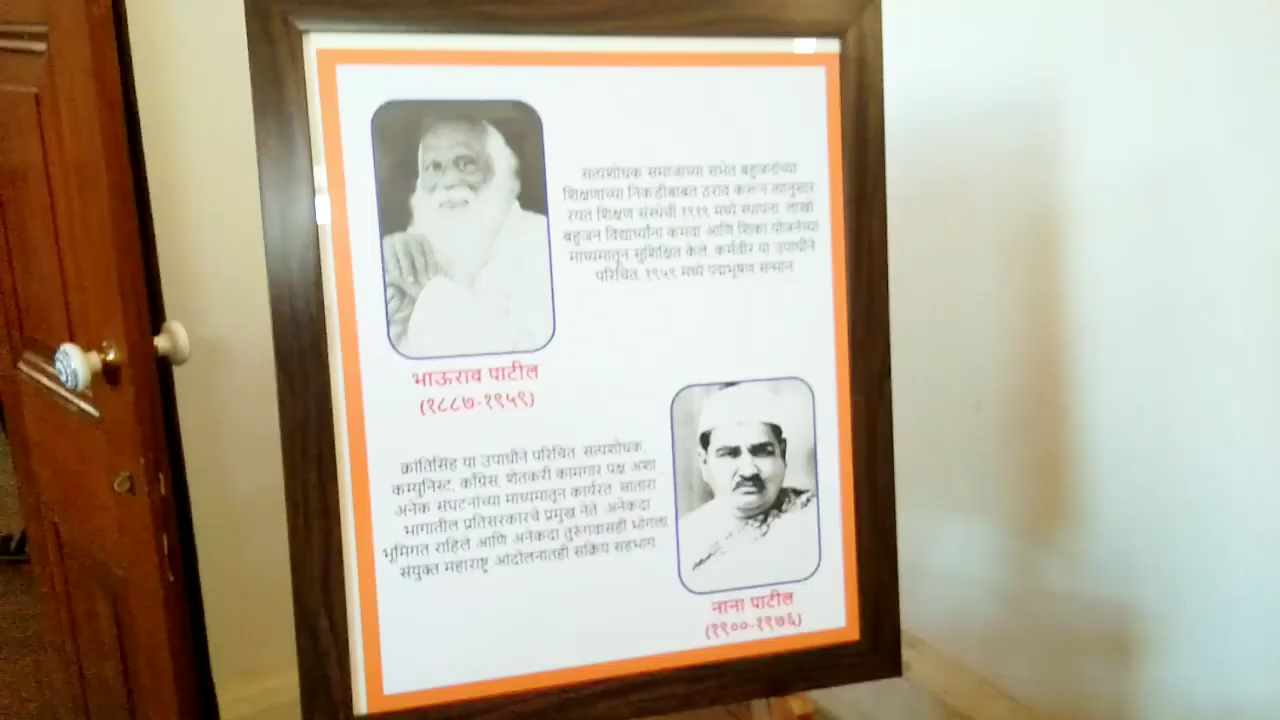 सत्यशोधक समाजाच्या सभेत बहुजनांच्या
शिक्षणाच्या निकडीबाबत ठराव करून त्यानुसार
रयत शिक्षण संस्थेची १९१९ मध्ये स्थापना. लाखो
बहुजन विद्यार्थ्यांना कमवा आणि शिका योजनेच्या
माध्यमातून सुशिक्षित केले. कर्मवीर या उपाधीने
परिचित. १९५९ मध्ये पद्मभूषण सन्मान
भाऊराव पाटील
(१८८७-१९५९)
क्रांतिसिंह या उपाधीने परिचित. सत्यशोधक,
कम्युनिस्ट, काँग्रेस, शेतकरी कामगार पक्ष अशा
अनेक संघटनांच्या माध्यमातून कार्यरत. सातारा
भागातील प्रतिसरकारचे प्रमुख नेते. अनेकदा
भूमिगत राहिले आणि अनेकदा तुरुंगवासही भोगला.
संयुक्त महाराष्ट्र आंदोलनातही सक्रिय सहभाग
नाना पाटील
(१९००-१९७६)